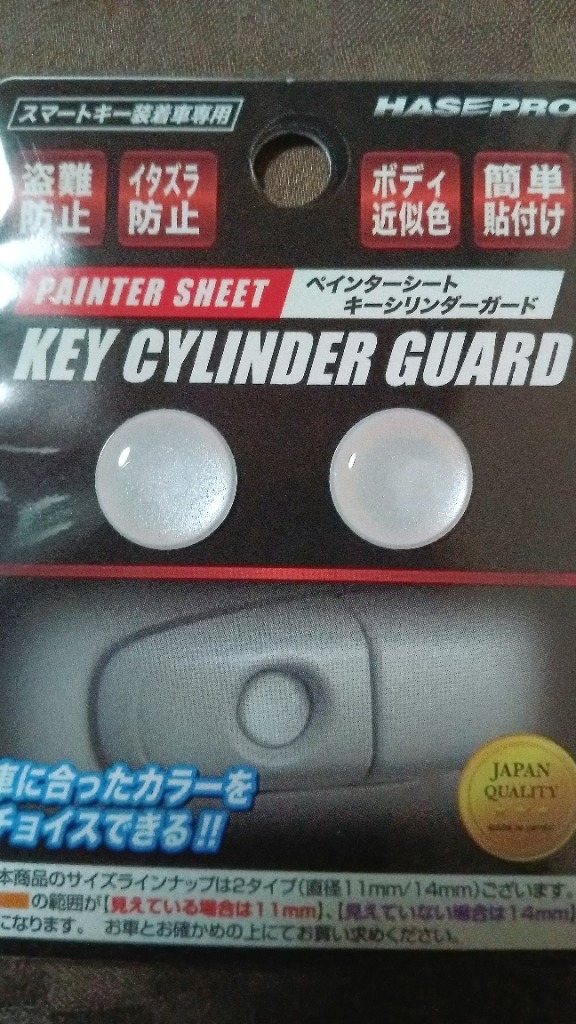 スマートキー装着車専用
HASEPRO
盗難
防止
イタズラ
防止
ボディ
近似色
簡単
貼付け
PAINTER SHEET
ペインターシート
キーシリンダーガード
KEY CYLINDER GUARD
車に合ったカラーを
チョイスできる!!
JAPAN
QUALITY
MADE IN JAPAN
本商品のサイズラインナップは2タイプ(直径11mm/14mm)ございます。
の範囲が【見えている場合は11mm】、【見えていない場合は14mm】
になります。 お車とお確かめの上にてお買い求めください。